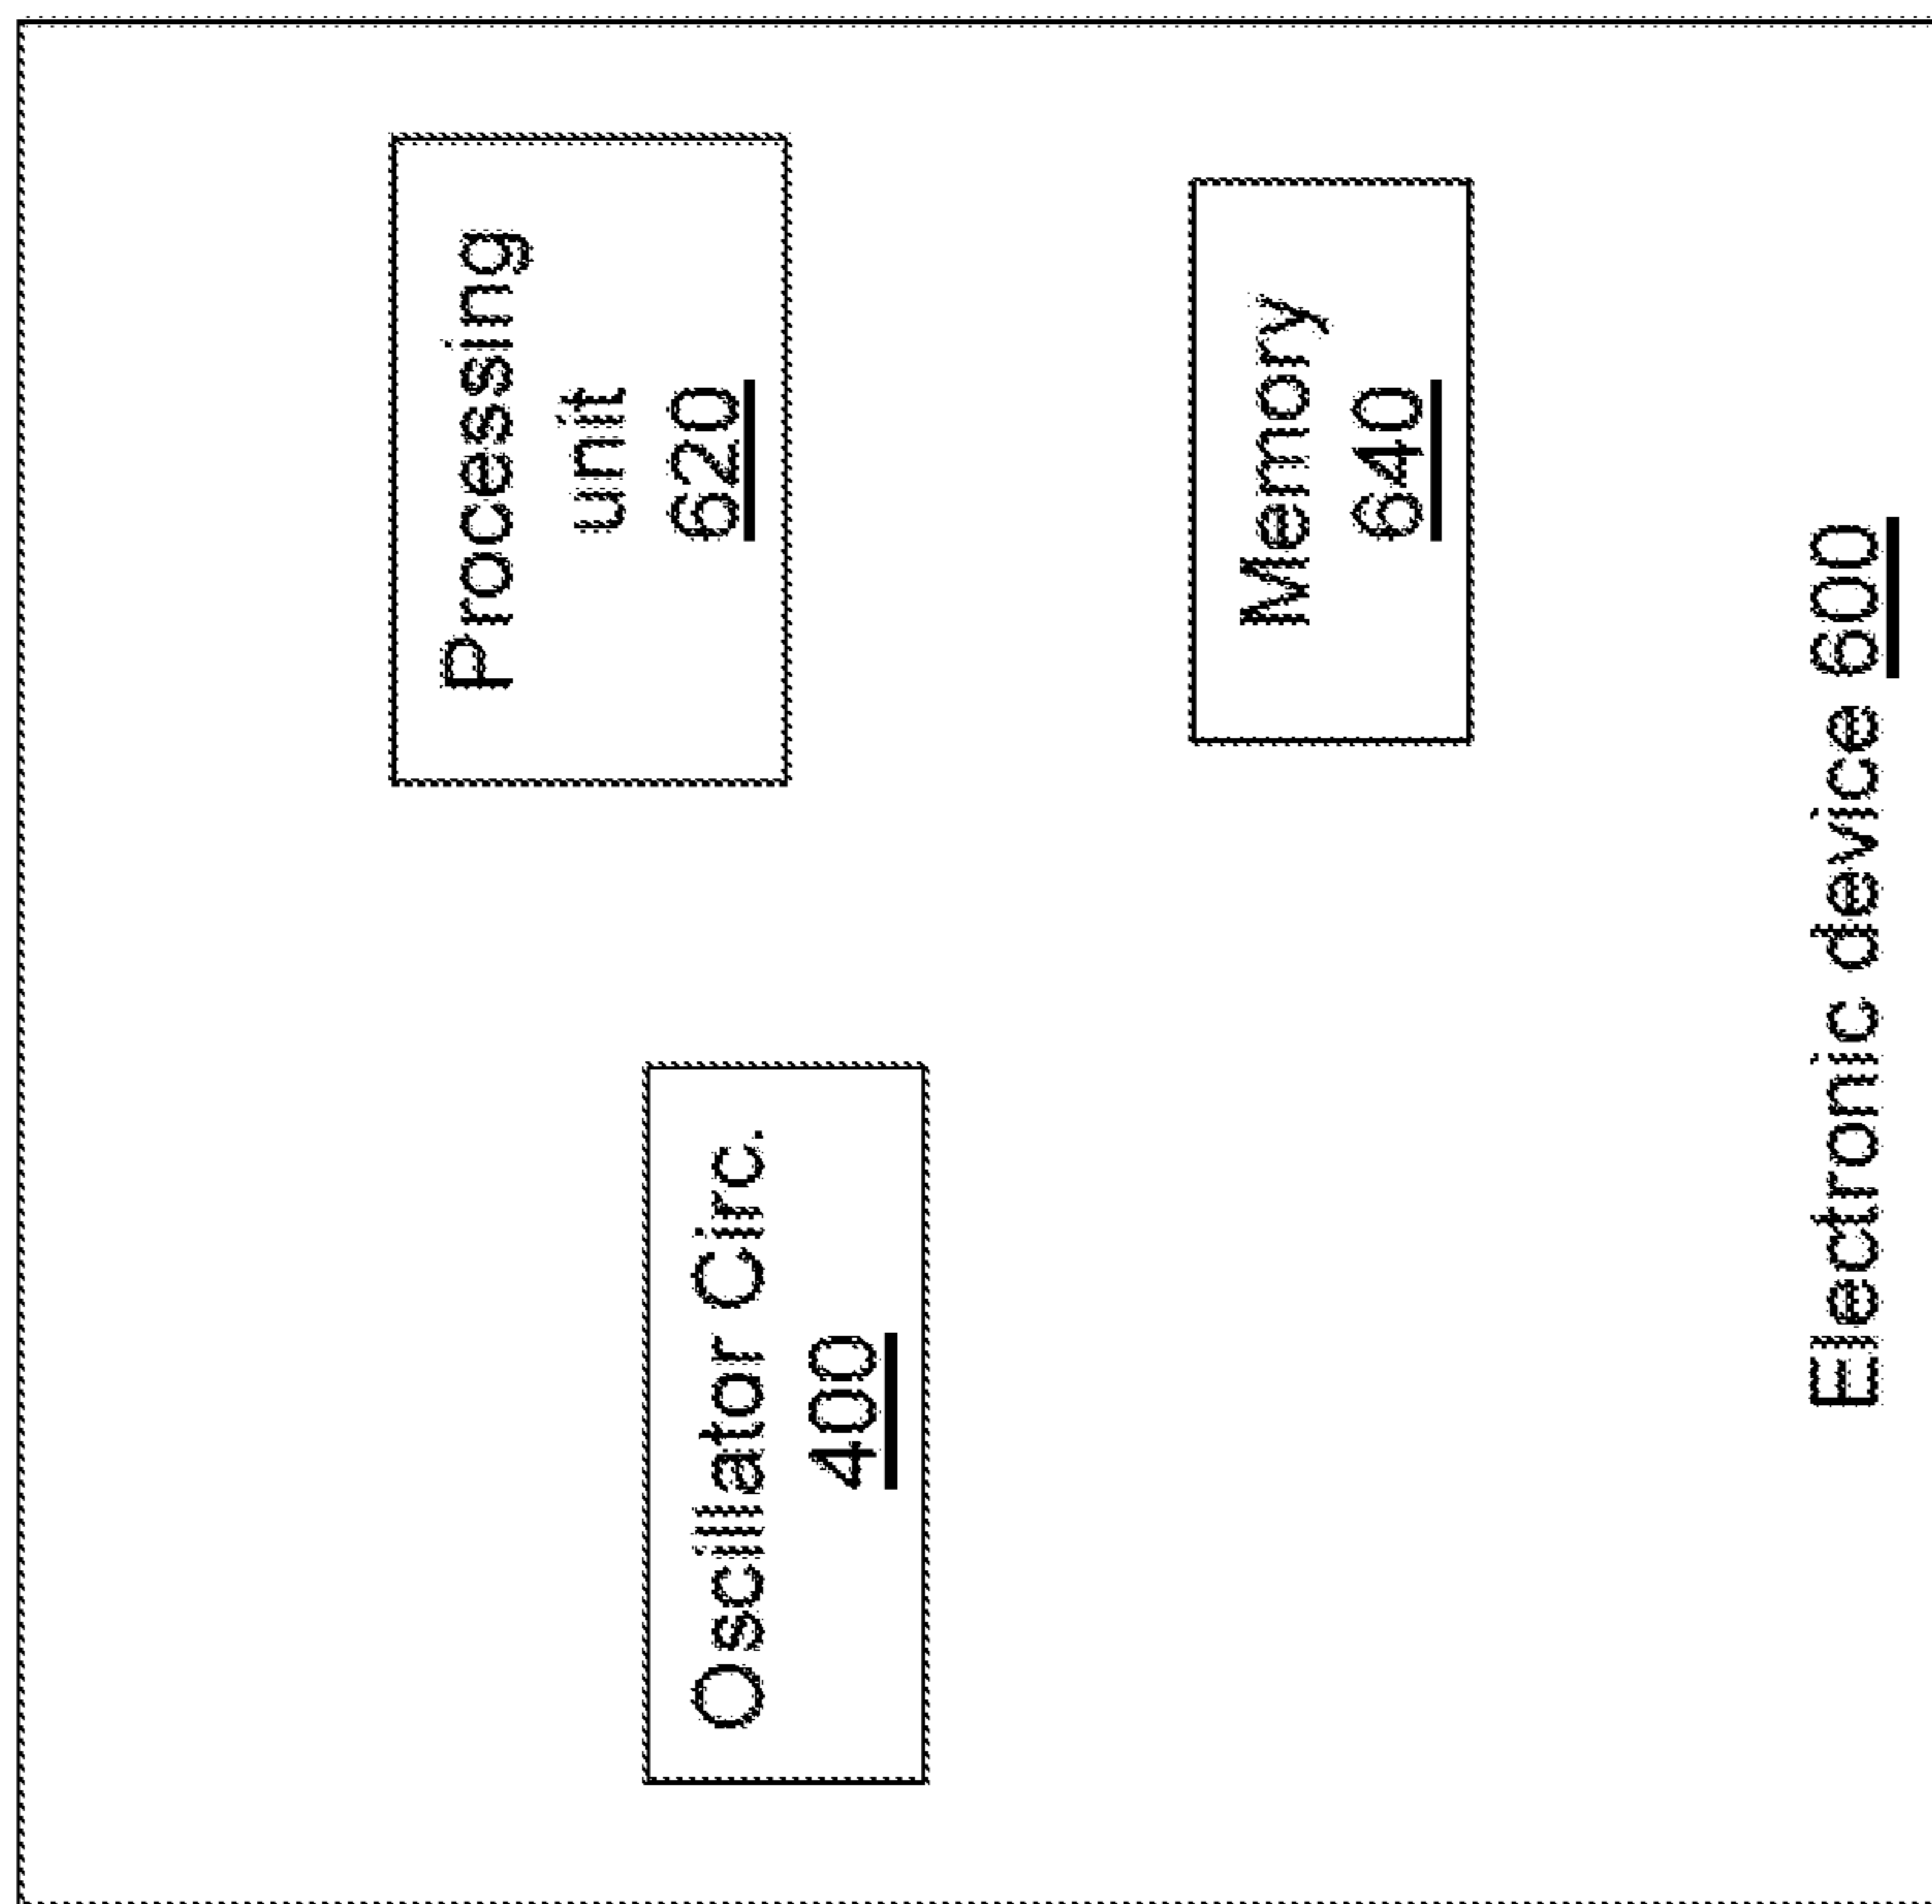 Oscillator Circ.
400
Processing
unit
620
Memory
640
Electronic device 600